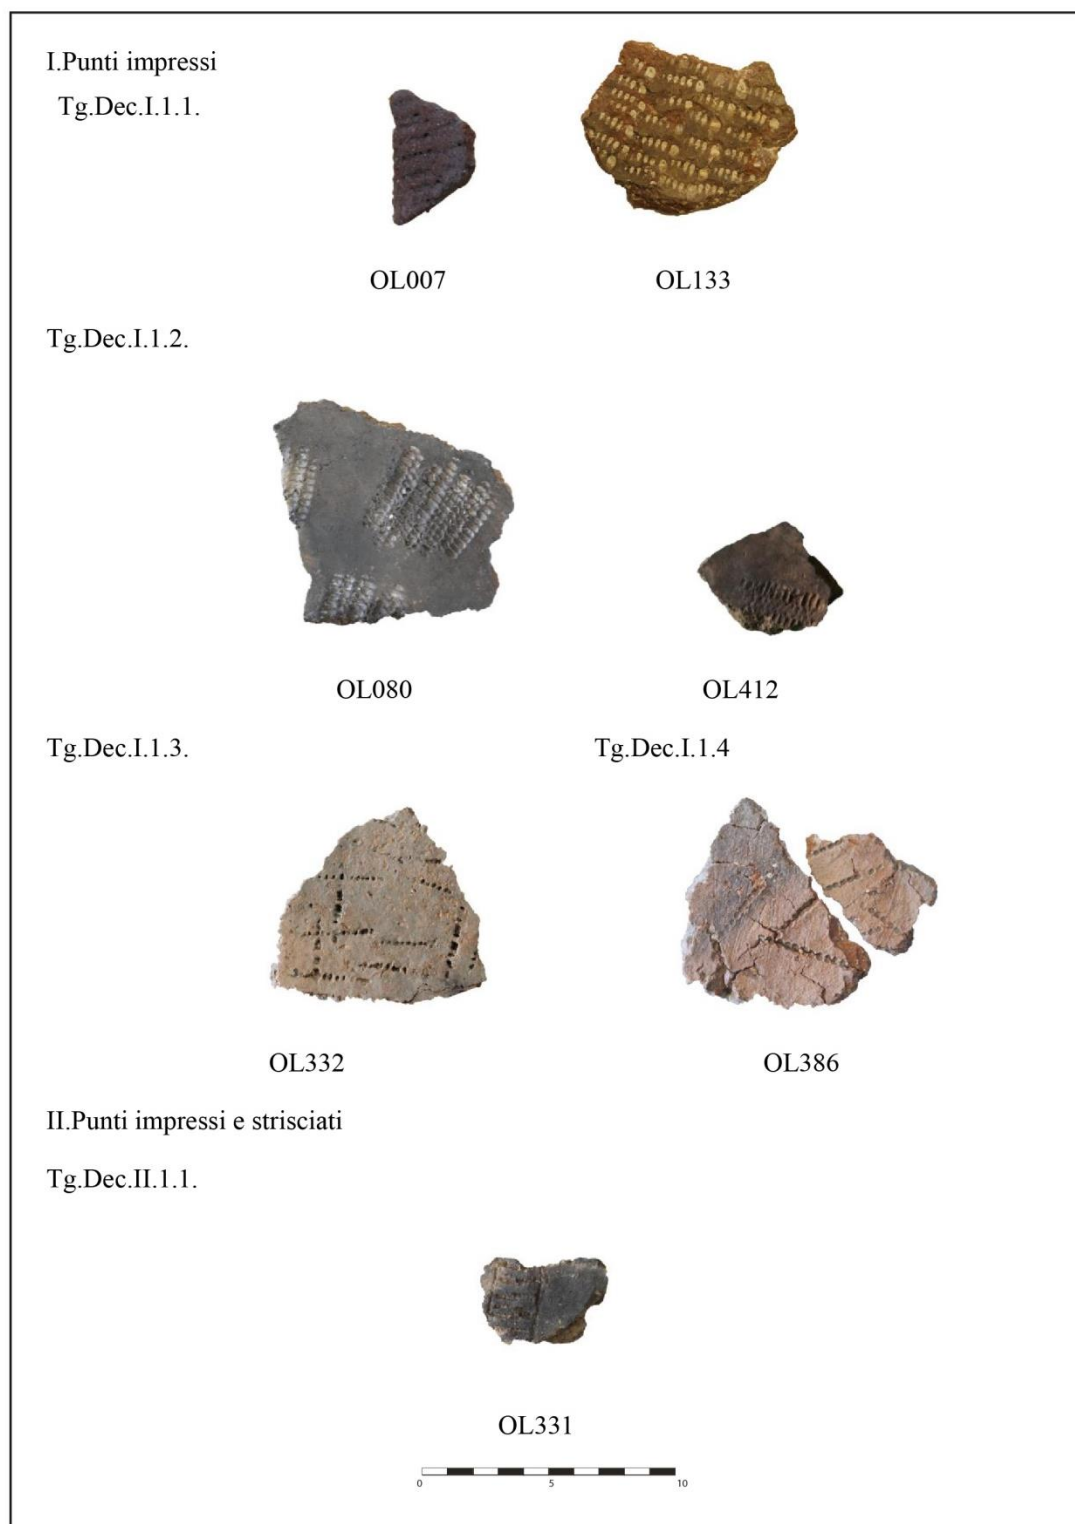 I.Punti impressi
Tg.Dec.I.1.1.
OL007 OL133
Tg.Dec.I.1.2.
OL080 OL412
Tg.Dec.I.1.3. Tg.Dec.I.1.4
OL332 OL386
II.Punti impressi e strisciati
Tg.Dec.II.1.1.
OL331
0 5 10